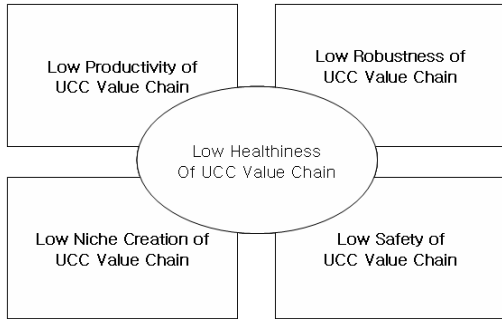 Low Productivity of
UCC Value Chain
Low Robustness of
UCC Value Chain
Low Healthiness
Of UCC Value Chain
Low Niche Creation of
UCC Value Chain
Low Safety of
UCC Value Chain